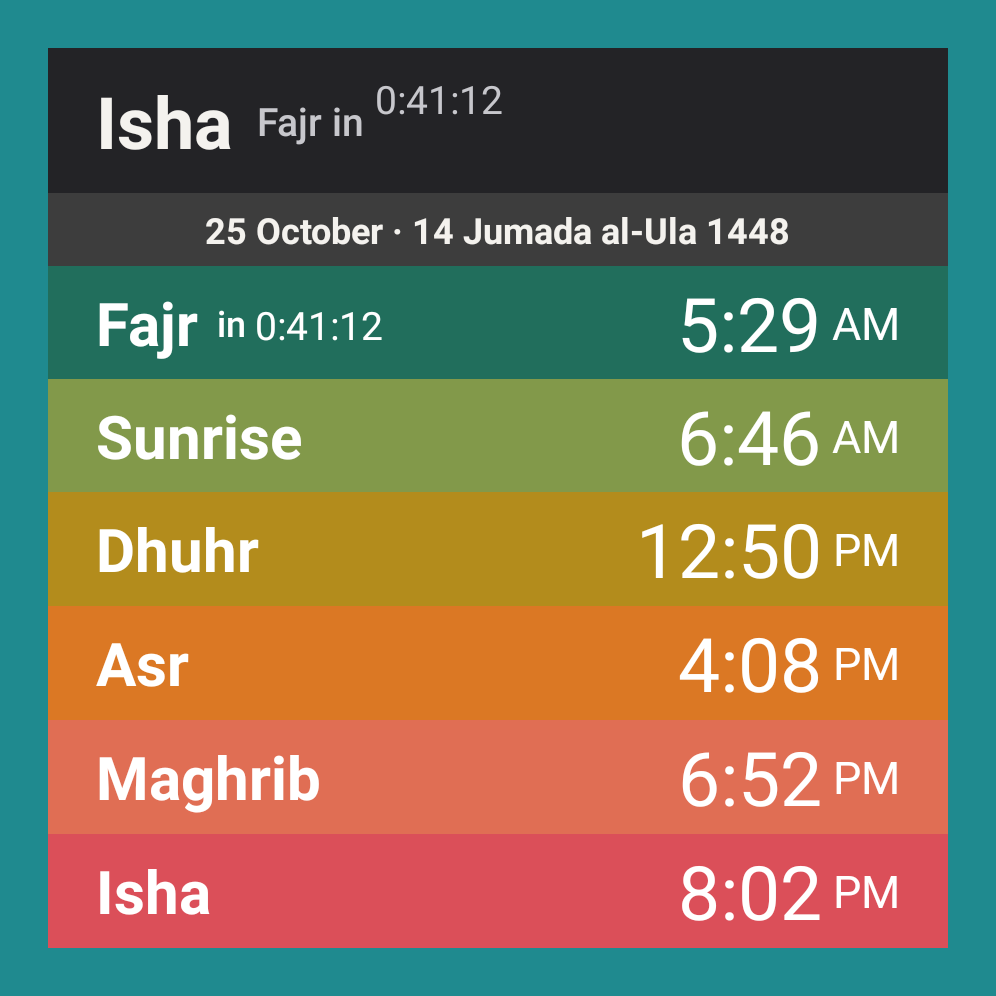 Isha Fajr in 0:41:12
25 October · 14 Jumada al-Ula 1448
Fajr in 0:41:12 5:29 AM
Sunrise 6:46 AM
Dhuhr 12:50 PM
Asr 4:08 PM
Maghrib 6:52 PM
Isha 8:02 PM